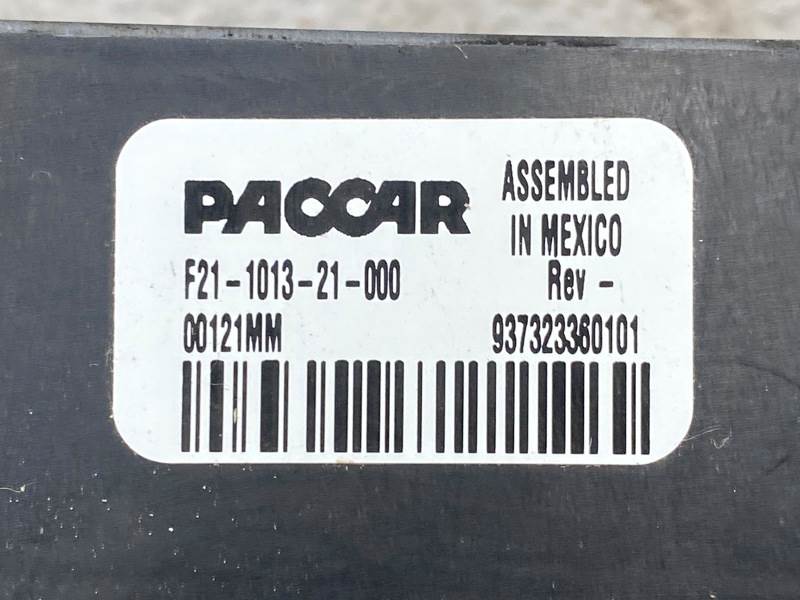 PACCAR
ASSEMBLED
IN MEXICO
F21-1013-21-000
Rev -
00121MM
937323360101